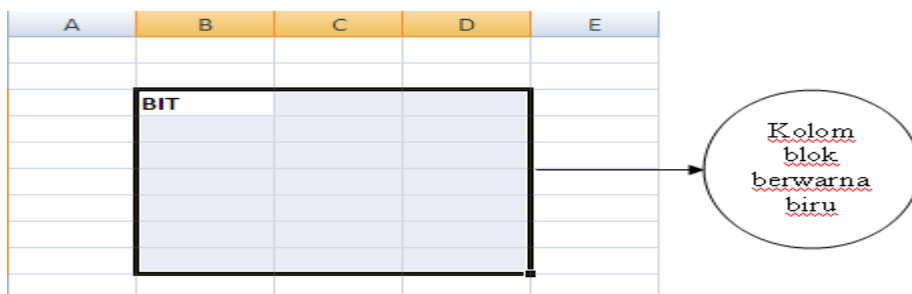 A B C D E
BIT
Kolom
blok
berwarna
biru